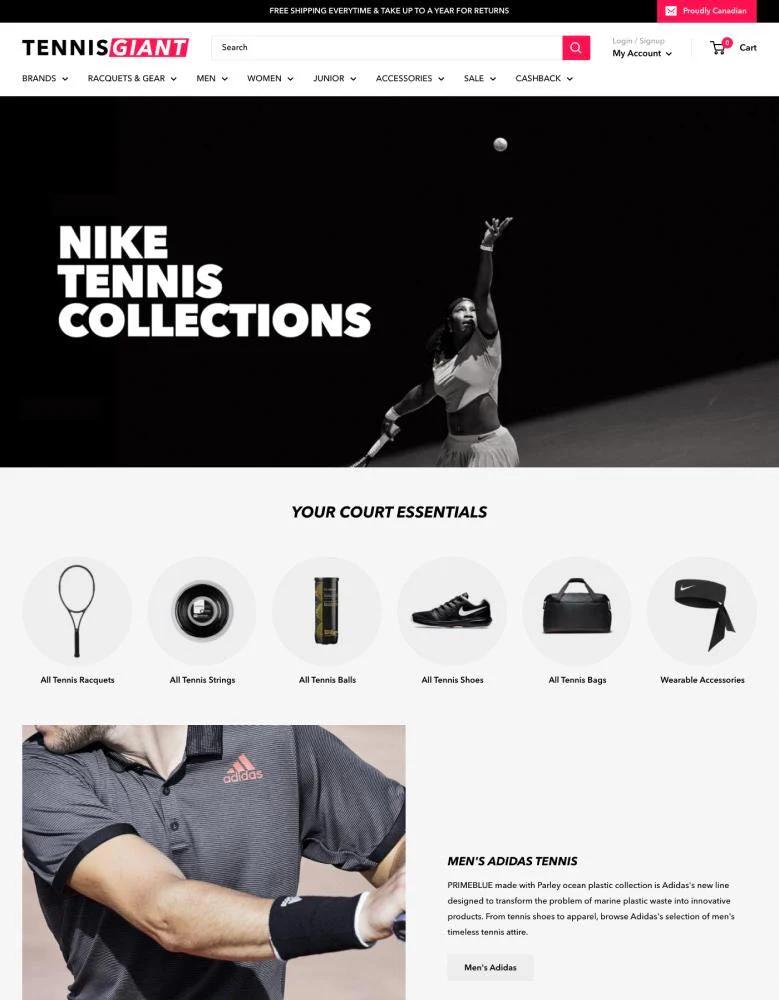 FREE SHIPPING EVERYTIME & TAKE UP TO A YEAR FOR RETURNS
Proudly Canadian
TENNISGIANT
Search
Login / Signup
My Account
0
Cart
BRANDS RACQUETS & GEAR MEN WOMEN JUNIOR ACCESSORIES SALE CASHBACK
NIKE
TENNIS
COLLECTIONS
YOUR COURT ESSENTIALS
All Tennis Racquets
All Tennis Strings
All Tennis Balls
All Tennis Shoes
All Tennis Bags
Wearable Accessories
adidas
MEN'S ADIDAS TENNIS
PRIMEBLUE made with Parley ocean plastic collection is Adidas's new line
designed to transform the problem of marine plastic waste into innovative
products. From tennis shoes to apparel, browse Adidas's selection of men's
timeless tennis attire.
Men's Adidas